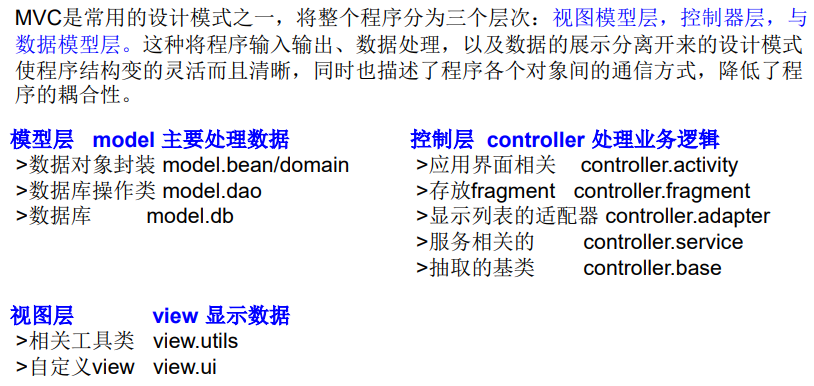 MVC是常用的设计模式之一，将整个程序分为三个层次：视图模型层，控制器层，与
数据模型层。这种将程序输入输出、数据处理，以及数据的展示分离开来的设计模式
使程序结构变的灵活而且清晰，同时也描述了程序各个对象间的通信方式，降低了程
序的耦合性。
模型层 model 主要处理数据
>数据对象封装 model.bean/domain
>数据库操作类 model.dao
>数据库 model.db
控制层 controller 处理业务逻辑
>应用界面相关 controller.activity
>存放fragment controller.fragment
>显示列表的适配器 controller.adapter
>服务相关的 controller.service
>抽取的基类 controller.base
视图层 view 显示数据
>相关工具类 view.utils
>自定义view view.ui